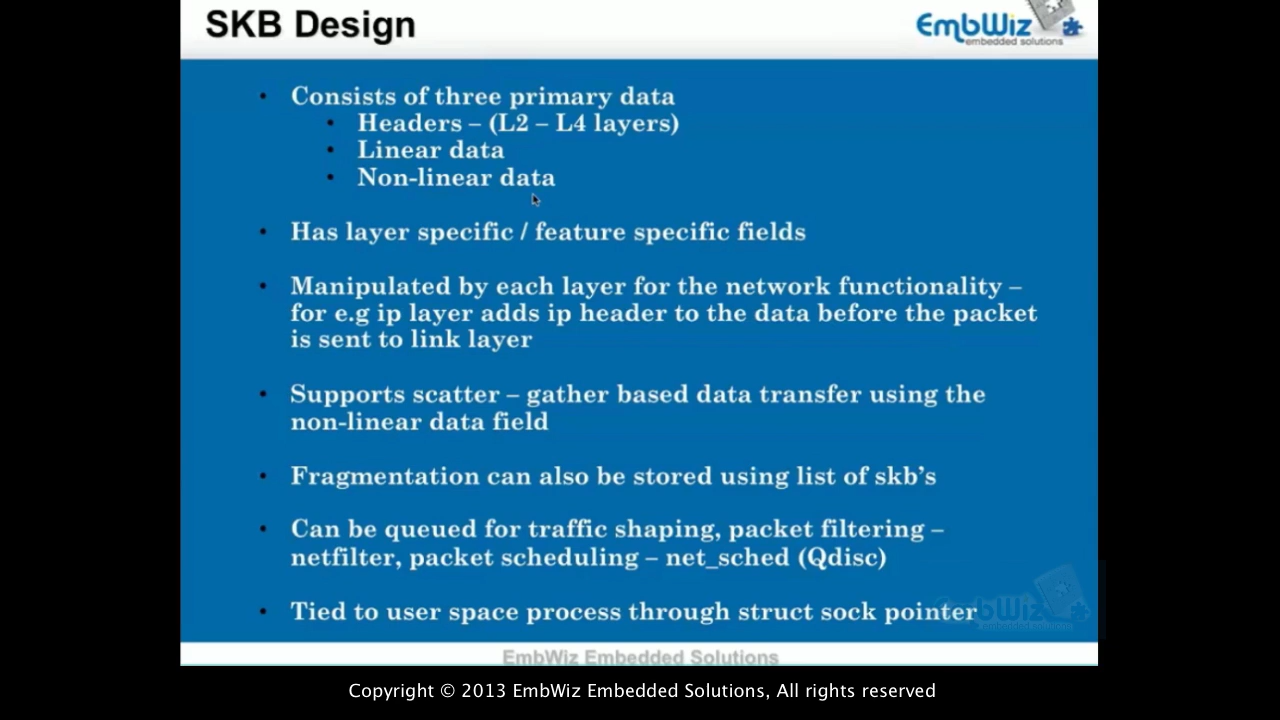 SKB Design
EmbWiz
embedded solutions
• Consists of three primary data
• Headers – (L2 – L4 layers)
• Linear data
• Non-linear data
• Has layer specific / feature specific fields
• Manipulated by each layer for the network functionality –
for e.g ip layer adds ip header to the data before the packet
is sent to link layer
• Supports scatter – gather based data transfer using the
non-linear data field
• Fragmentation can also be stored using list of skb's
• Can be queued for traffic shaping, packet filtering –
netfilter, packet scheduling – net_sched (Qdisc)
• Tied to user space process through struct sock pointer
EmbWiz
embedded solutions
EmbWiz Embedded Solutions
Copyright © 2013 EmbWiz Embedded Solutions, All rights reserved